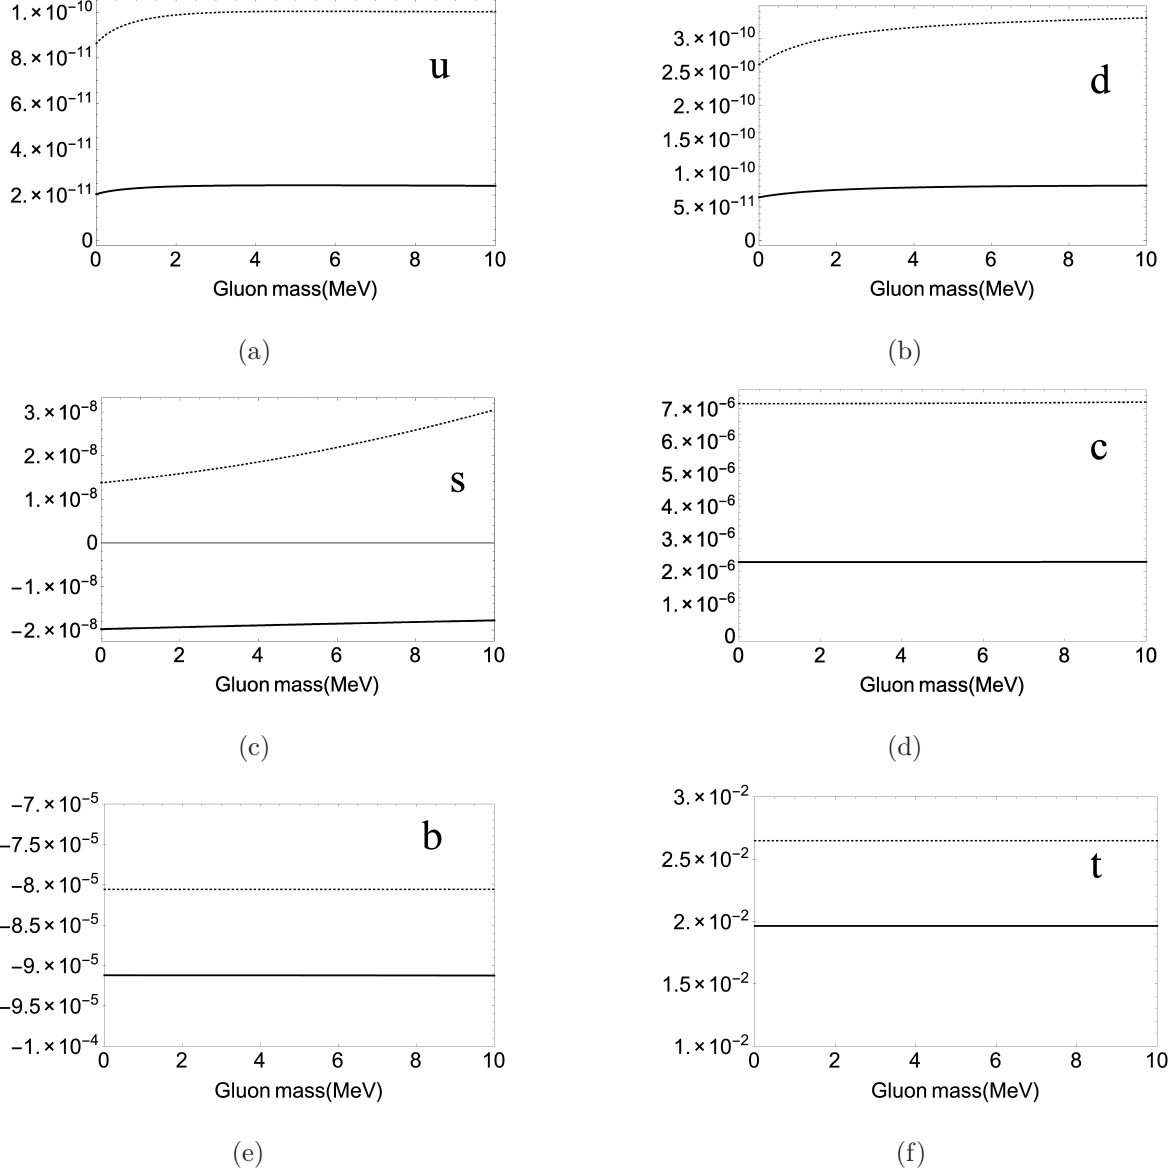 1.×10⁻¹⁰
8.×10⁻¹¹
6.×10⁻¹¹
4.×10⁻¹¹
2.×10⁻¹¹
0
u
0 2 4 6 8 10
Gluon mass(MeV)
(a)
3.×10⁻¹⁰
2.5×10⁻¹⁰
2.×10⁻¹⁰
1.5×10⁻¹⁰
1.×10⁻¹⁰
5.×10⁻¹¹
0
d
0 2 4 6 8 10
Gluon mass(MeV)
(b)
3.×10⁻⁸
2.×10⁻⁸
1.×10⁻⁸
0
−1.×10⁻⁸
−2.×10⁻⁸
s
0 2 4 6 8 10
Gluon mass(MeV)
(c)
7.×10⁻⁶
6.×10⁻⁶
5.×10⁻⁶
4.×10⁻⁶
3.×10⁻⁶
2.×10⁻⁶
1.×10⁻⁶
0
c
0 2 4 6 8 10
Gluon mass(MeV)
(d)
−7.×10⁻⁵
−7.5×10⁻⁵
−8.×10⁻⁵
−8.5×10⁻⁵
−9.×10⁻⁵
−9.5×10⁻⁵
−1.×10⁻⁴
b
0 2 4 6 8 10
Gluon mass(MeV)
(e)
3.×10⁻²
2.5×10⁻²
2.×10⁻²
1.5×10⁻²
1.×10⁻²
t
0 2 4 6 8 10
Gluon mass(MeV)
(f)